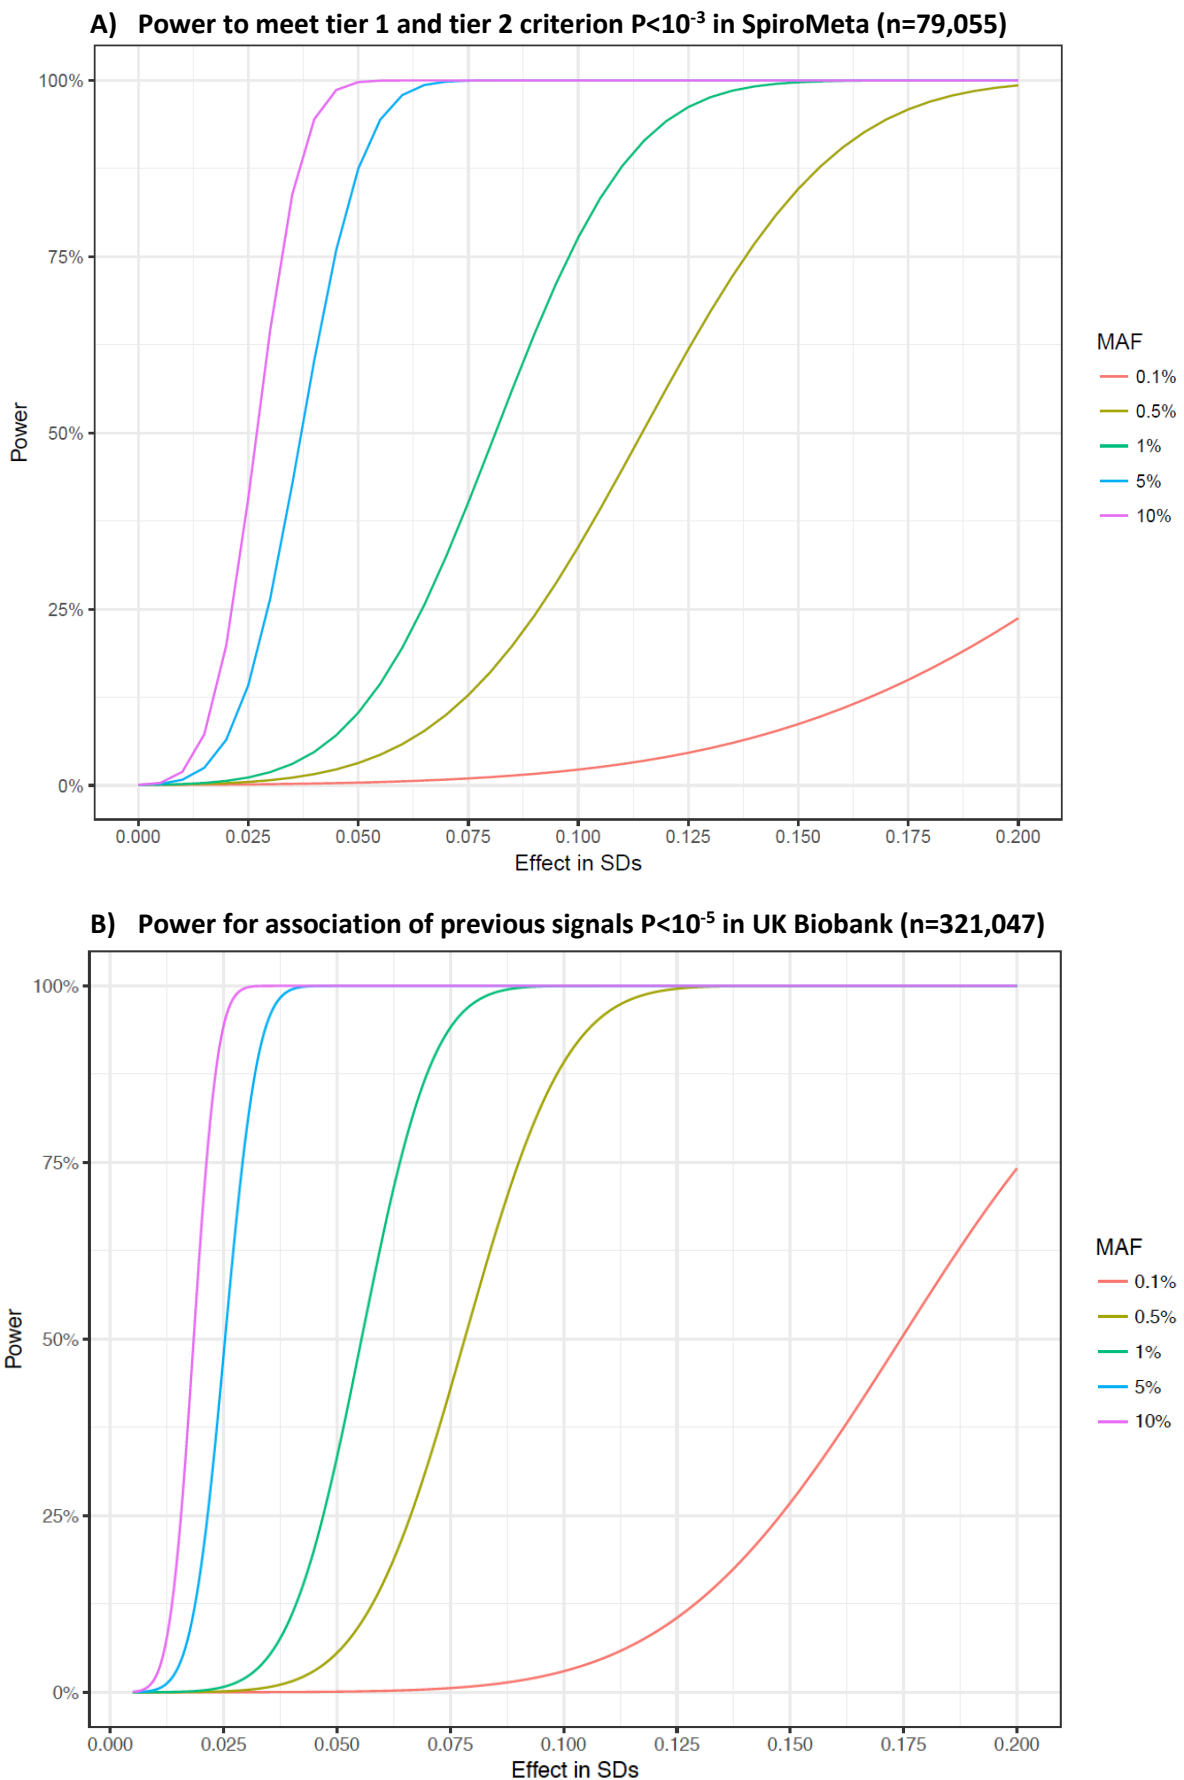 A) Power to meet tier 1 and tier 2 criterion P<10⁻³ in SpiroMeta (n=79,055)
100%
75%
50%
25%
0%
Power
0.000 0.025 0.050 0.075 0.100 0.125 0.150 0.175 0.200
Effect in SDs
MAF
0.1%
0.5%
1%
5%
10%
B) Power for association of previous signals P<10⁻⁵ in UK Biobank (n=321,047)
100%
75%
50%
25%
0%
Power
0.000 0.025 0.050 0.075 0.100 0.125 0.150 0.175 0.200
Effect in SDs
MAF
0.1%
0.5%
1%
5%
10%